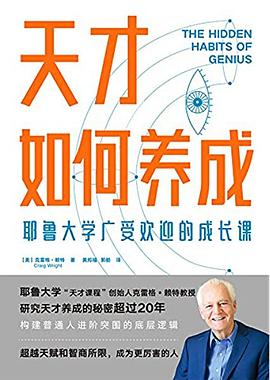 天才
THE HIDDEN
HABITS OF
GENIUS
如何养成
耶鲁大学广受欢迎的成长课
[美] 克雷格·赖特 著
Craig Wright
译
耶鲁大学“天才课程”创始人克雷格·赖特教授
研究天才养成的秘密超过20年
构建普通人进阶突围的底层逻辑
超越天赋和智商所限，成为更厉害的人